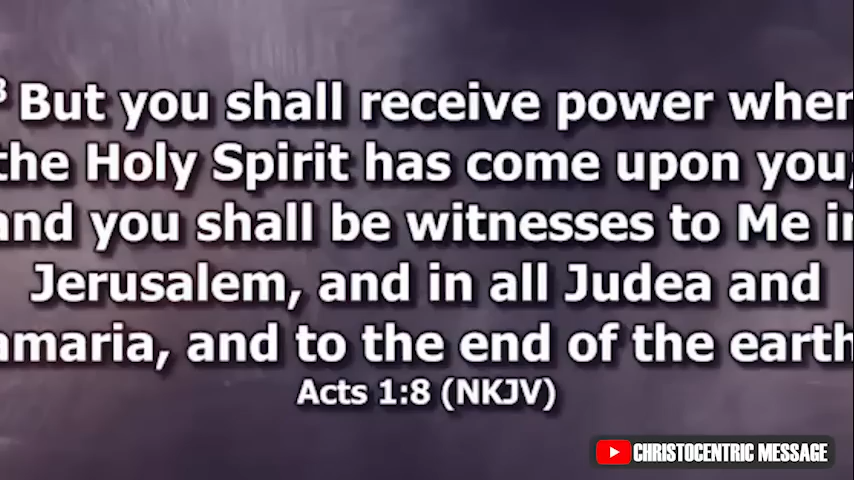 8 But you shall receive power when
the Holy Spirit has come upon you;
and you shall be witnesses to Me in
Jerusalem, and in all Judea and
amaria, and to the end of the earth
Acts 1:8 (NKJV)
CHRISTOCENTRIC MESSAGE